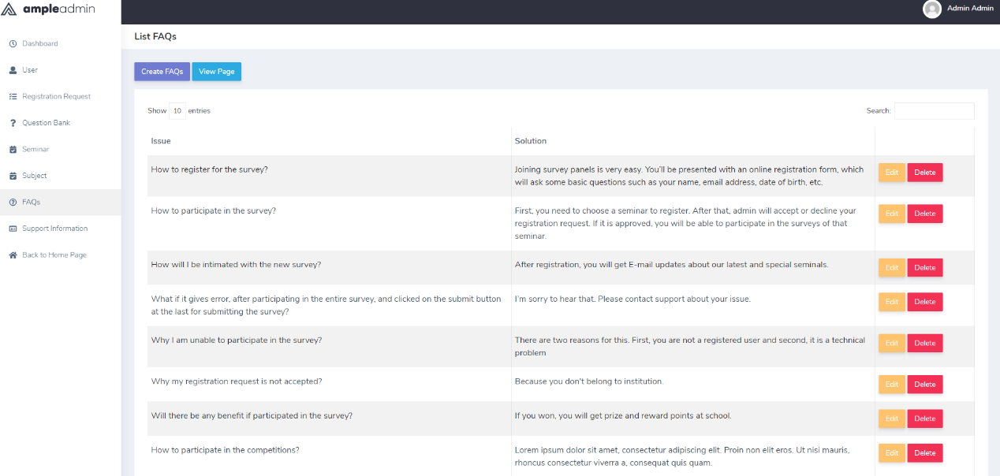 ampleadmin
Admin Admin
Dashboard
User
Registration Request
Question Bank
Seminar
Subject
FAQs
Support Information
Back to Home Page
List FAQs
Create FAQs View Page
Show 10 entries
Search:
Issue Solution
How to register for the survey?
Joining survey panels is very easy. You'll be presented with an online registration form, which
will ask some basic questions such as your name, email address, date of birth, etc.
Edit Delete
How to participate in the survey?
First, you need to choose a seminar to register. After that, admin will accept or decline your
registration request. If it is approved, you will be able to participate in the surveys of that
seminar.
Edit Delete
How will I be intimated with the new survey?
After registration, you will get E-mail updates about our latest and special seminals.
Edit Delete
What if it gives error, after participating in the entire survey, and clicked on the submit button
at the last for submitting the survey?
I'm sorry to hear that. Please contact support about your issue.
Edit Delete
Why I am unable to participate in the survey?
There are two reasons for this. First, you are not a registered user and second, it is a technical
problem
Edit Delete
Why my registration request is not accepted?
Because you don't belong to institution.
Edit Delete
Will there be any benefit if participated in the survey?
If you won, you will get prize and reward points at school.
Edit Delete
How to participate in the competitions?
Lorem ipsum dolor sit amet, consectetur adipiscing elit. Proin non elit eros. Ut nisi mauris,
rhoncus consectetur viverra a, consequat quis quam.
Edit Delete